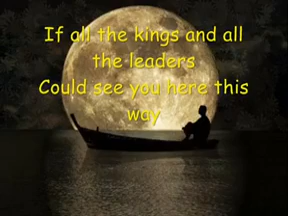 If all the kings and all
the leaders
Could see you here this
way